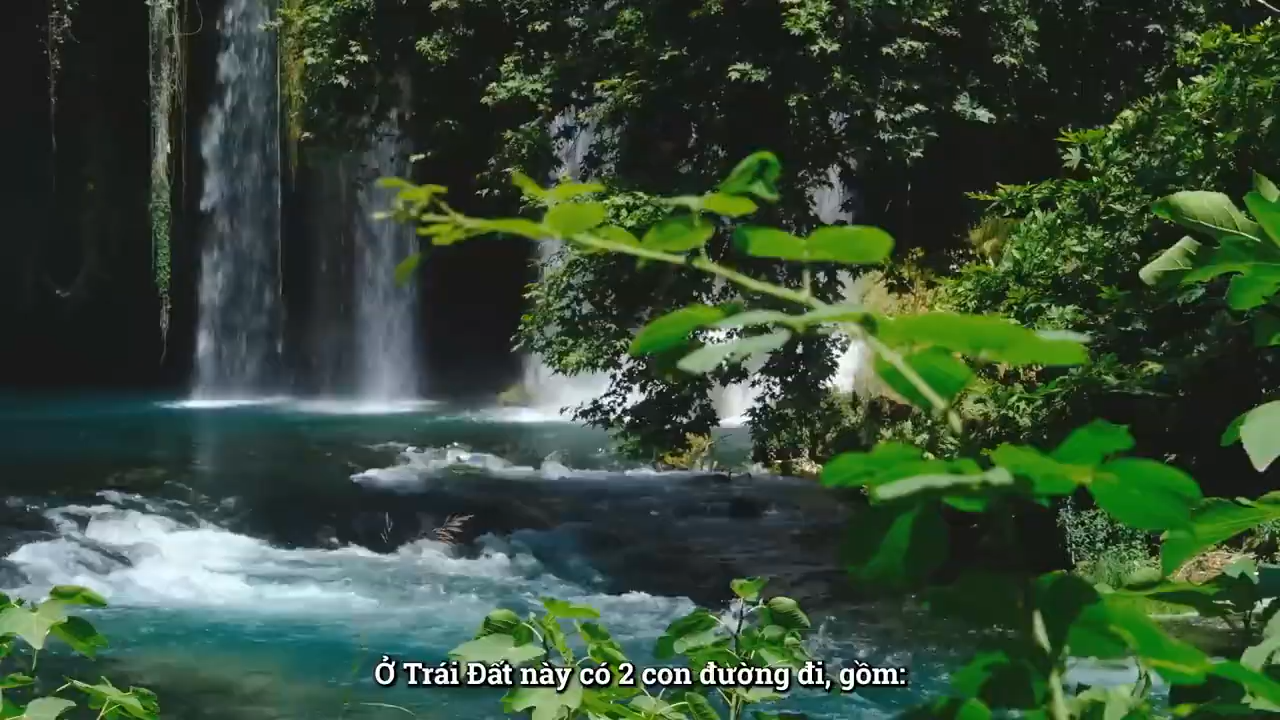 Ở Trái Đất này có 2 con đường đi, gồm: